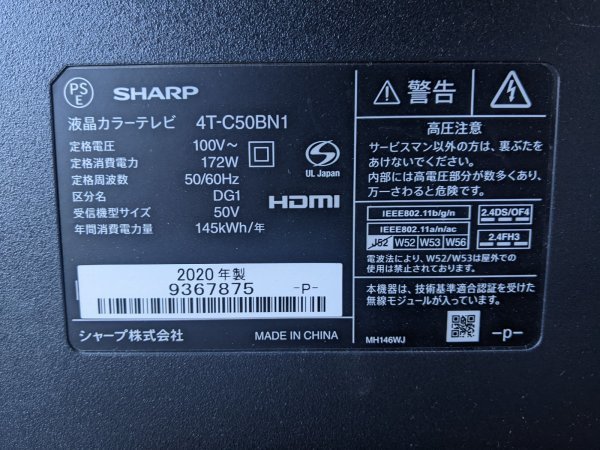 PS
E
SHARP
液晶カラーテレビ 4T-C50BN1
定格電圧 100V～
定格消費電力 172W
定格周波数 50/60Hz
区分名 DG1
受信機型サイズ 50V
年間消費電力量 145kWh/年
S
UL Japan
HDMI
2020年製
9367875 -P-
シャープ株式会社 MADE IN CHINA
警告
高圧注意
サービスマン以外の方は、裏ぶたを
あけないでください。
内部には高電圧部分が数多くあり、
万一さわると危険です。
IEEE802.11b/g/n
2.4DS/OF4
IEEE802.11a/n/ac
J52 W52 W53 W56
2.4FH3
電波法により、W52/W53は屋外での
使用は禁止されております。
本機器は、技術基準適合認証を受けた
無線モジュールが入っています。
MH146WJ
-p-